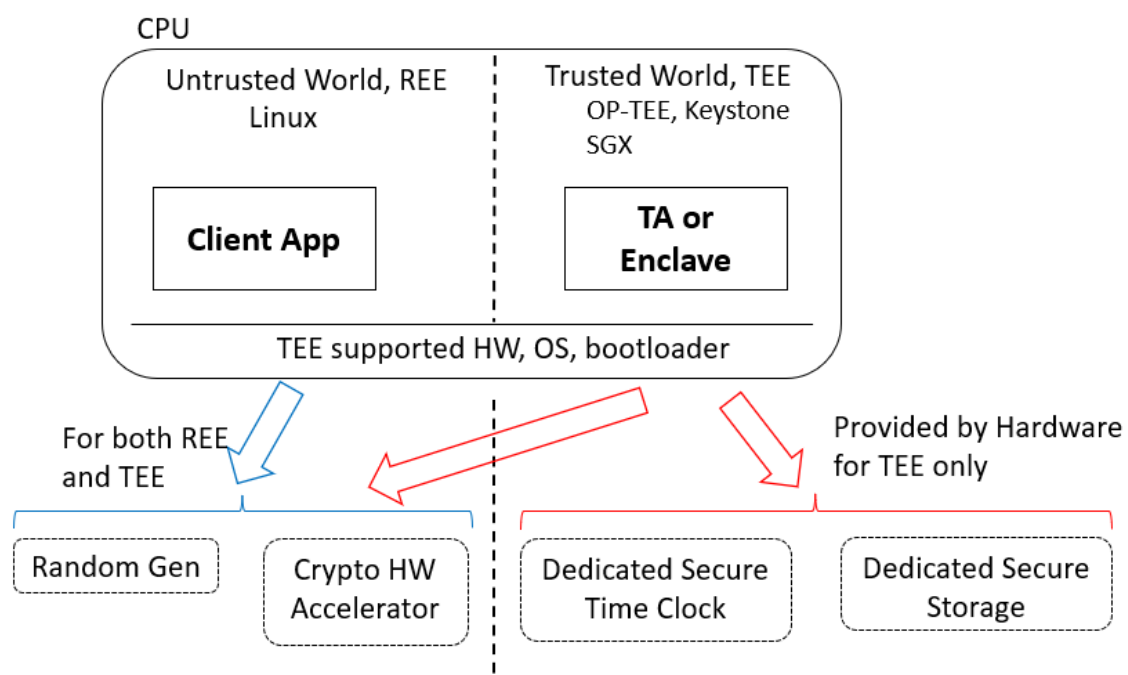 CPU
Untrusted World, REE
Linux
Trusted World, TEE
OP-TEE, Keystone
SGX
Client App
TA or
Enclave
TEE supported HW, OS, bootloader
For both REE
and TEE
Provided by Hardware
for TEE only
Random Gen
Crypto HW
Accelerator
Dedicated Secure
Time Clock
Dedicated Secure
Storage